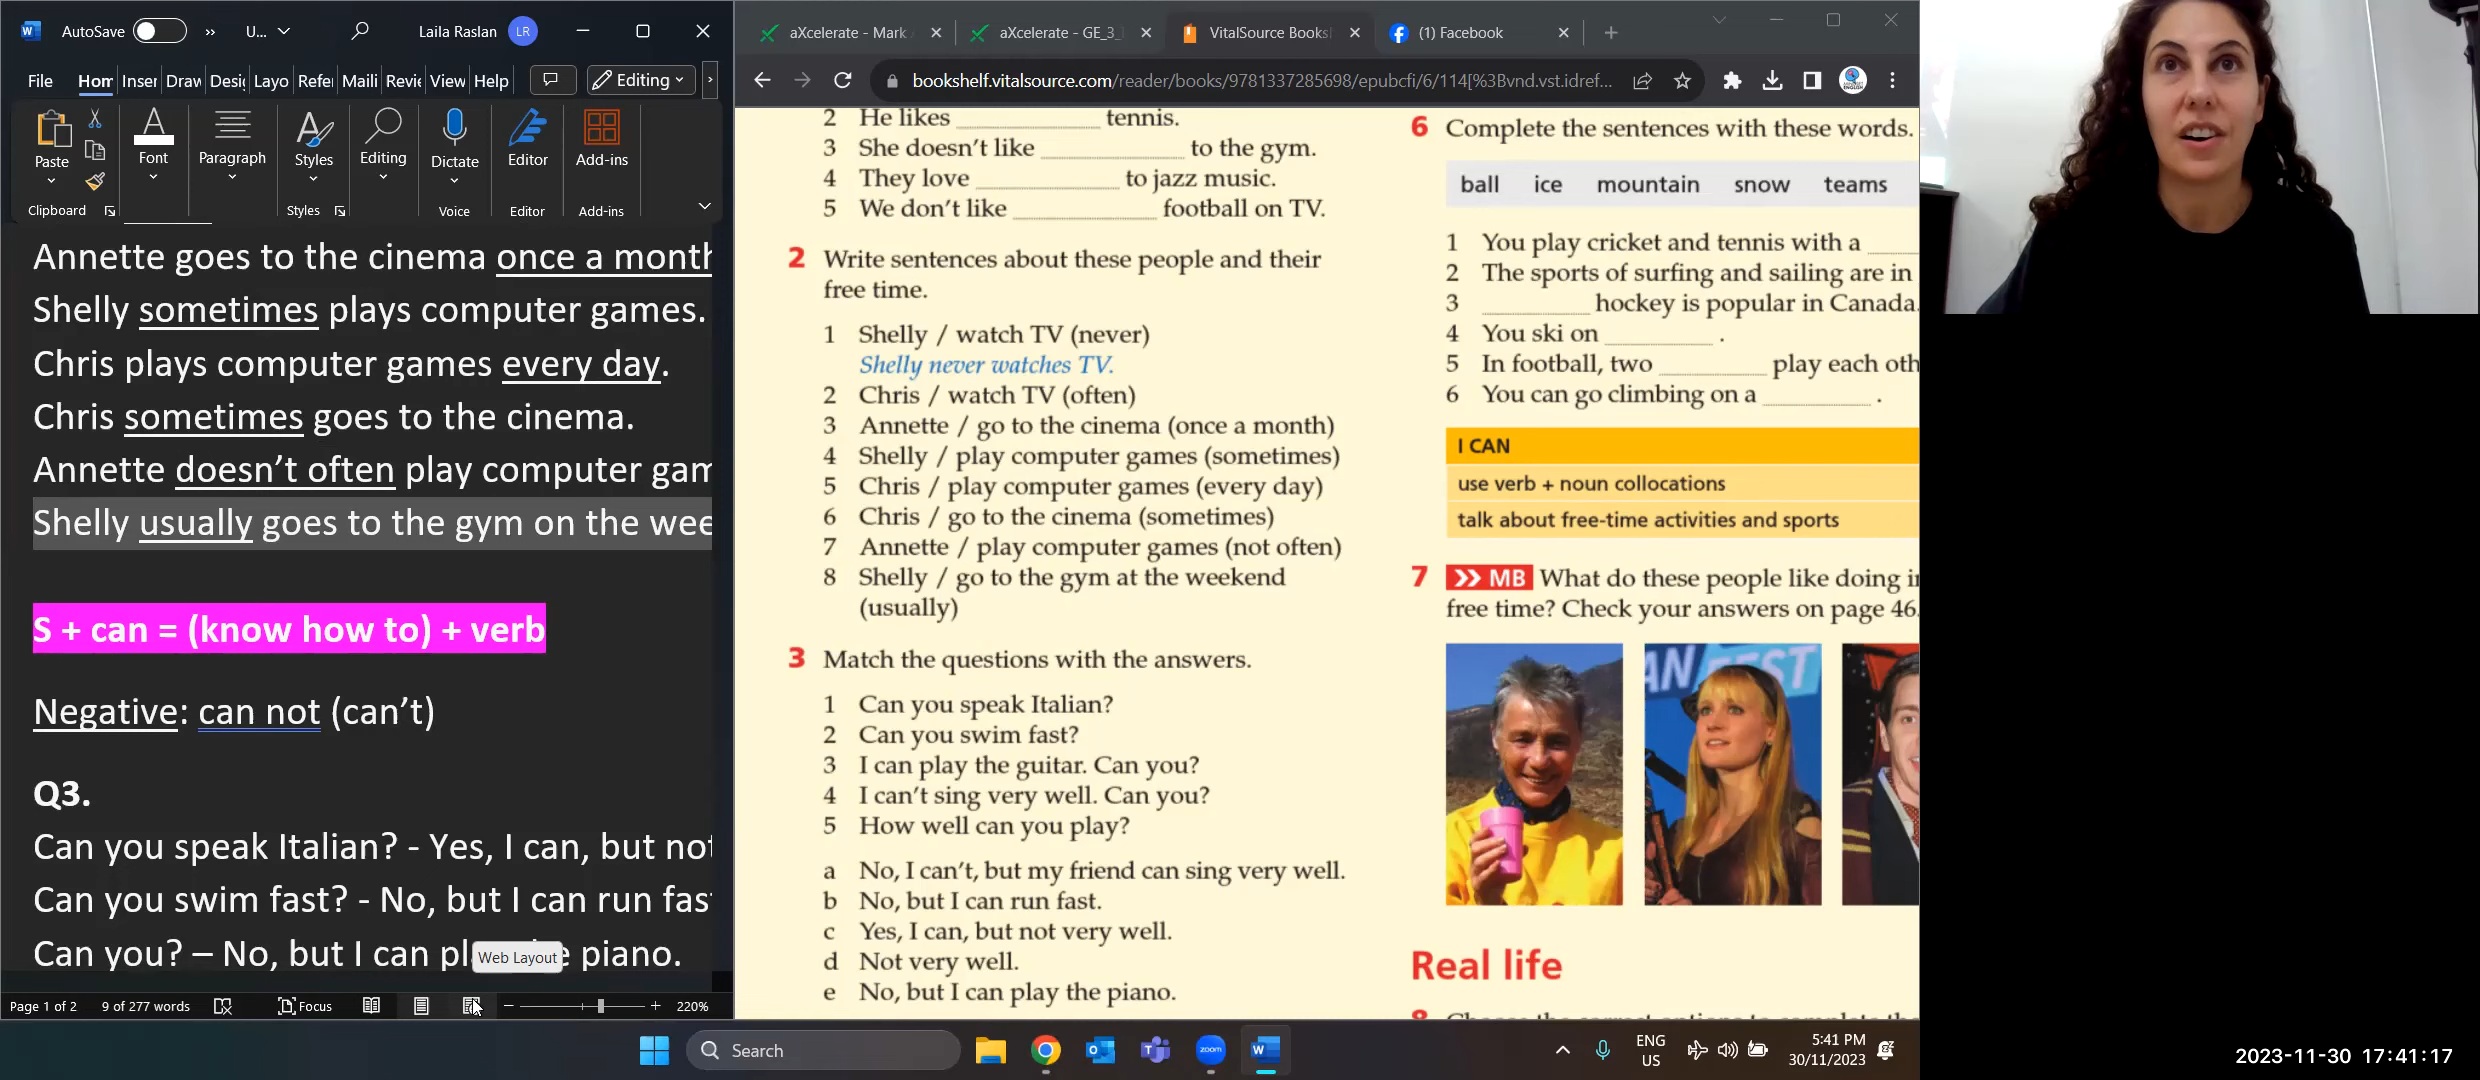 AutoSave
U...
Laila Raslan
LR
File
Hom
Inser
Draw
Layo
Refer
Maili
View
Help
Editing
Paste
Font
Paragraph
Styles
Editing
Dictate
Editor
Add-ins
Clipboard
Styles
Voice
Editor
Add-ins
Annette goes to the cinema once a month
Shelly sometimes plays computer games.
Chris plays computer games every day.
Chris sometimes goes to the cinema.
Annette doesn’t often play computer gam
Shelly usually goes to the gym on the wee
S + can = (know how to) + verb
Negative: can not (can’t)
Q3.
Can you speak Italian? - Yes, I can, but not
Can you swim fast? - No, but I can run fast
Can you? – No, but I can pl e piano.
Web Layout
Page 1 of 2
9 of 277 words
Focus
220%
aXcelerate - Mark
aXcelerate - GE_3_
VitalSource Books
(1) Facebook
bookshelf.vitalsource.com/reader/books/9781337285698/epubcfi/6/114[%3Bvnd.vst.idref...
2 He likes tennis.
3 She doesn’t like to the gym.
4 They love to jazz music.
5 We don’t like football on TV.
2 Write sentences about these people and their
free time.
1 Shelly / watch TV (never)
Shelly never watches TV.
2 Chris / watch TV (often)
3 Annette / go to the cinema (once a month)
4 Shelly / play computer games (sometimes)
5 Chris / play computer games (every day)
6 Chris / go to the cinema (sometimes)
7 Annette / play computer games (not often)
8 Shelly / go to the gym at the weekend
(usually)
3 Match the questions with the answers.
1 Can you speak Italian?
2 Can you swim fast?
3 I can play the guitar. Can you?
4 I can’t sing very well. Can you?
5 How well can you play?
a No, I can’t, but my friend can sing very well.
b No, but I can run fast.
c Yes, I can, but not very well.
d Not very well.
e No, but I can play the piano.
6 Complete the sentences with these words.
ball ice mountain snow teams
1 You play cricket and tennis with a
2 The sports of surfing and sailing are in
3 hockey is popular in Canada.
4 You ski on .
5 In football, two play each oth
6 You can go climbing on a .
I CAN
use verb + noun collocations
talk about free-time activities and sports
7 MB What do these people like doing in
free time? Check your answers on page 46.
AN FEST
Real life
Search
zoom
ENG
US
5:41 PM
30/11/2023
2023-11-30 17:41:17